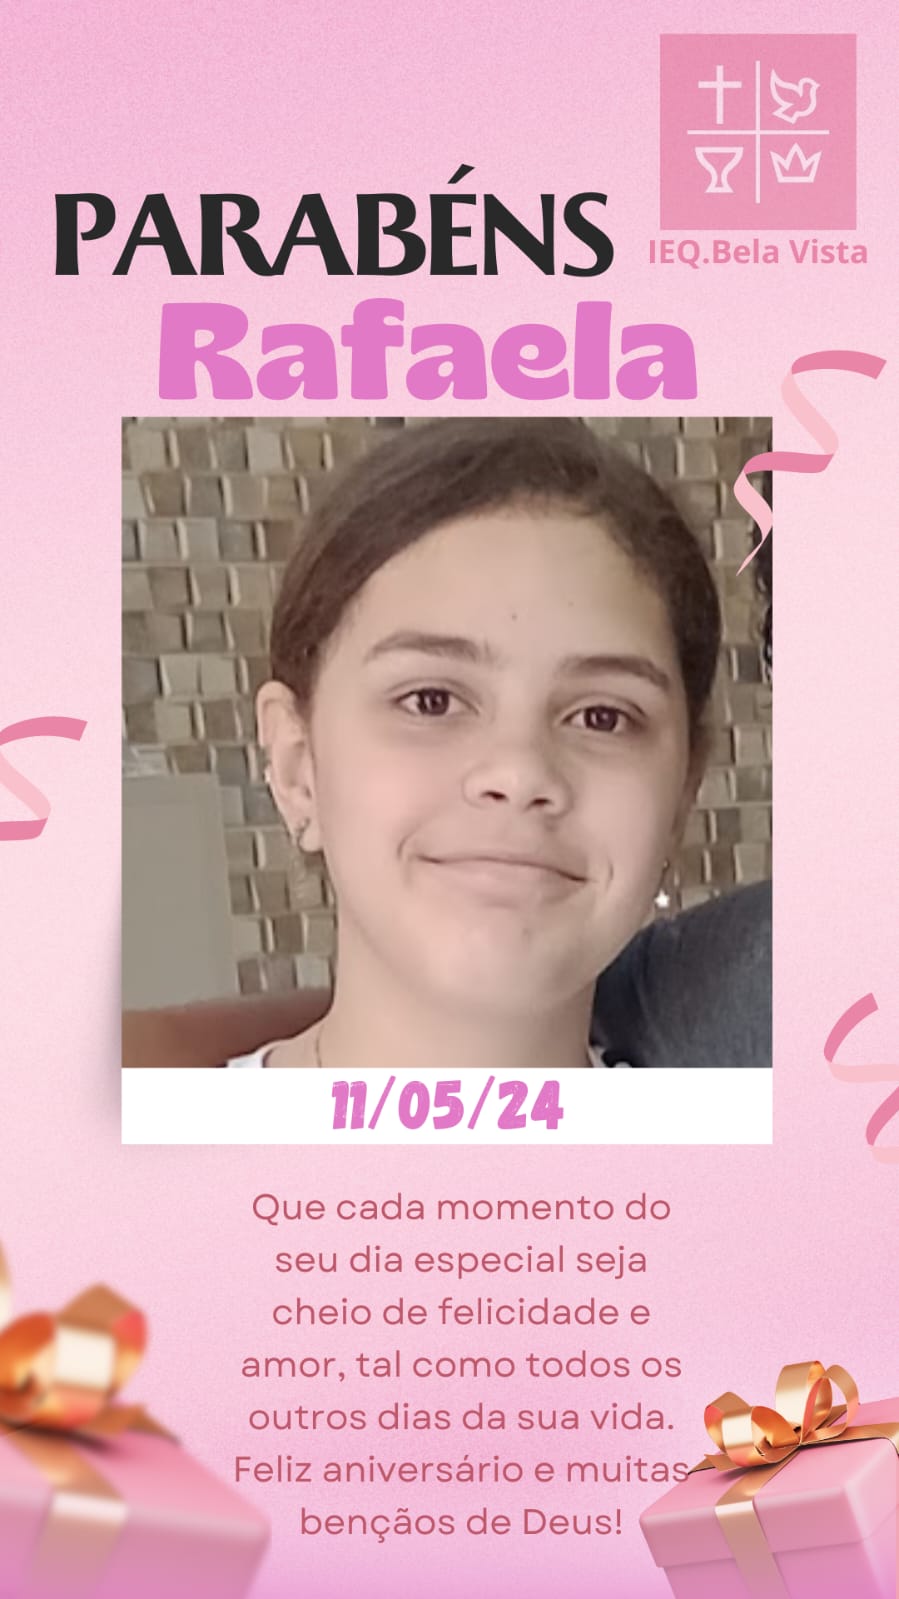 IEQ.Bela Vista
PARABÉNS
Rafaela
11/05/24
Que cada momento do
seu dia especial seja
cheio de felicidade e
amor, tal como todos os
outros dias da sua vida.
Feliz aniversário e muitas
bençãos de Deus!